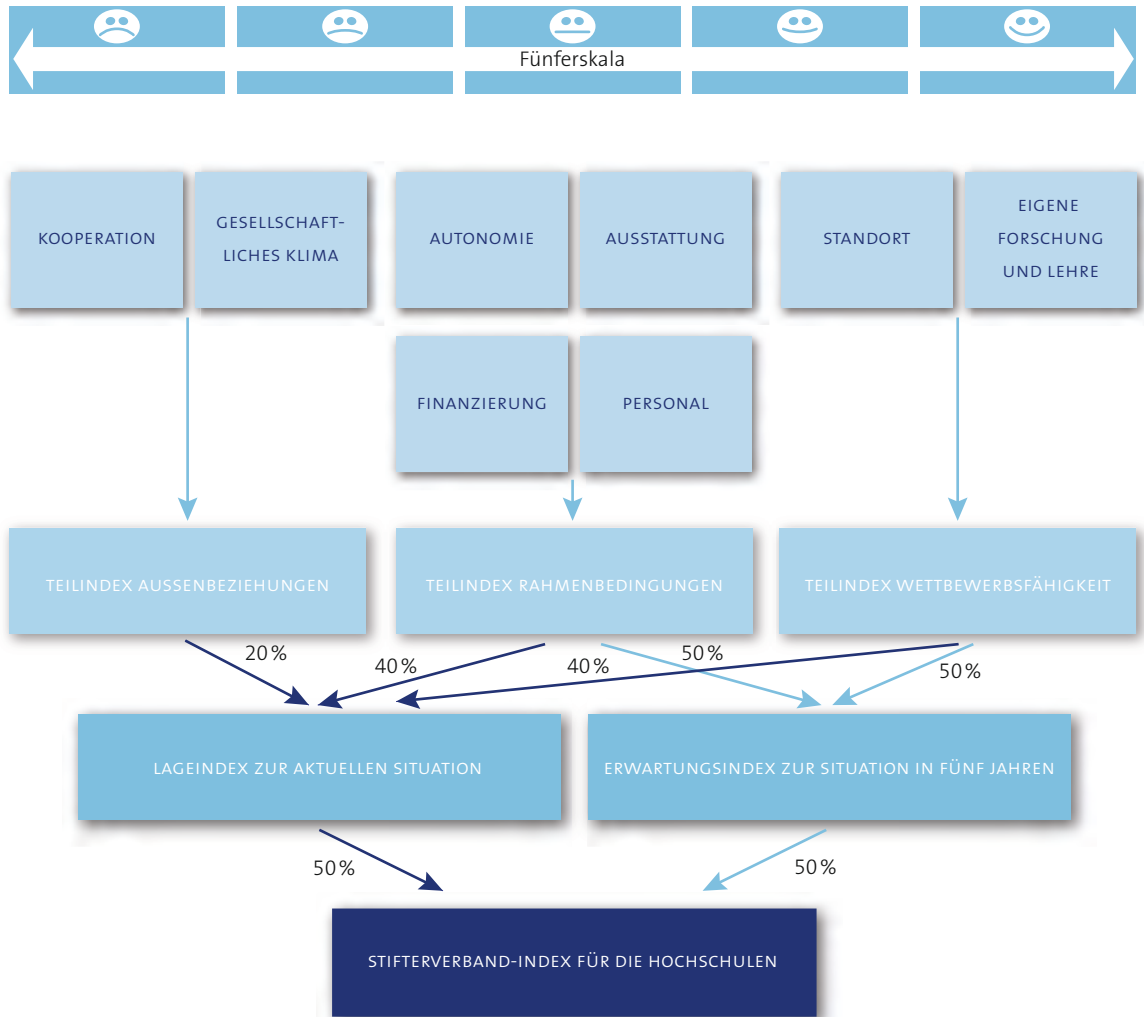 Fünferskala
KOOPERATION
GESELLSCHAFT-
LICHES KLIMA
AUTONOMIE
AUSSTATTUNG
STANDORT
EIGENE
FORSCHUNG
UND LEHRE
FINANZIERUNG
PERSONAL
TEILINDEX AUSSENBEZIEHUNGEN
TEILINDEX RAHMENBEDINGUNGEN
TEILINDEX WETTBEWERBSFÄHIGKEIT
20%
40%
40%
50%
50%
LAGEINDEX ZUR AKTUELLEN SITUATION
ERWARTUNGSINDEX ZUR SITUATION IN FÜNF JAHREN
50%
50%
STIFTERVERBAND-INDEX FÜR DIE HOCHSCHULEN